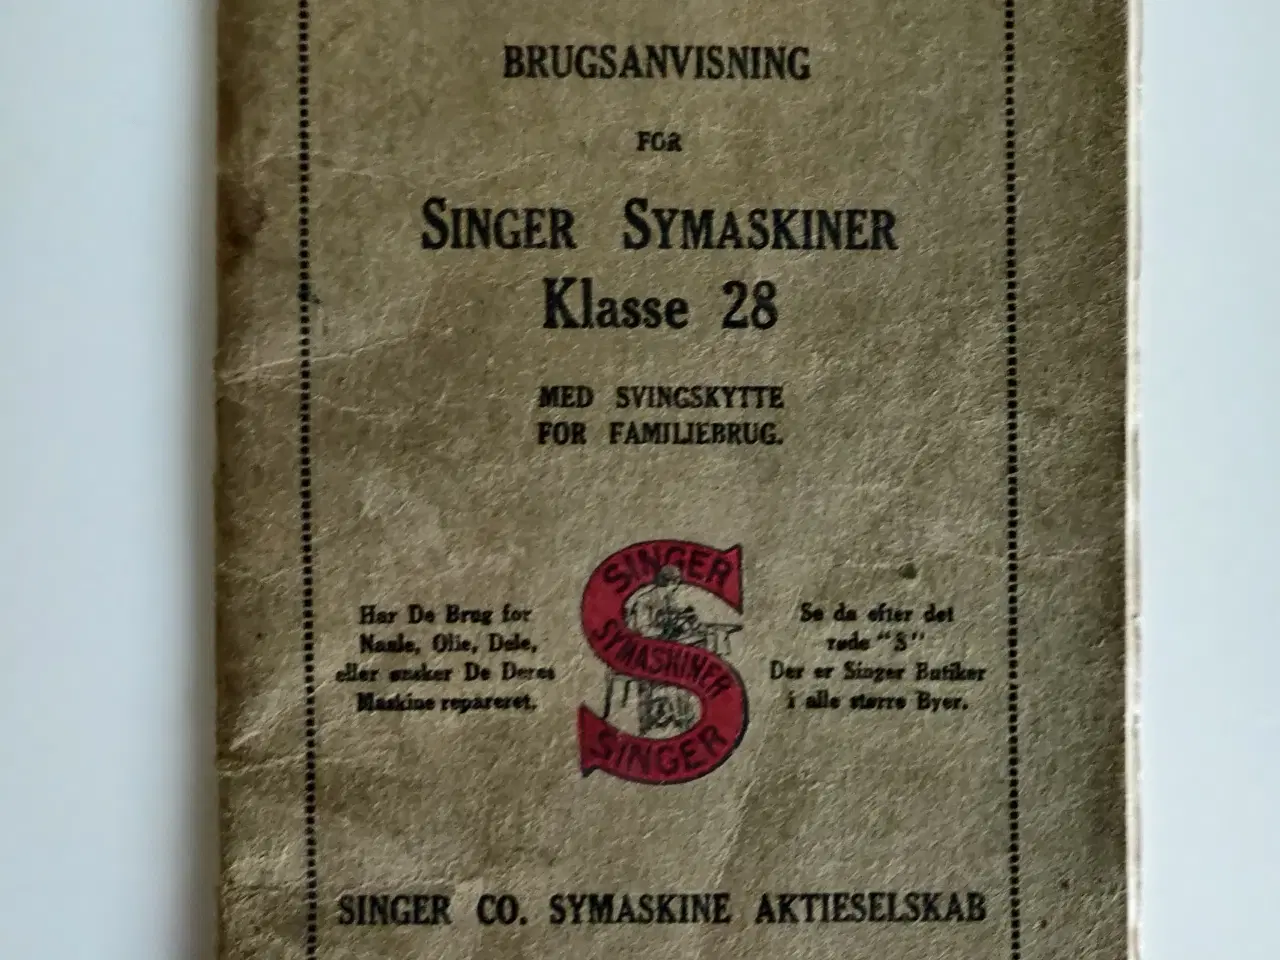 BRUGSANVISNING
FOR
SINGER SYMASKINER
Klasse 28
MED SVINGSKYTTE
FOR FAMILIEBRUG.
Har De Brug for
Naale, Olie, Dele,
eller ønsker De Deres
Maskine repareret.
SINGER
SYMASKINER
SINGER
Se da efter det
røde "S"
Der er Singer Butiker
i alle større Byer.
SINGER CO. SYMASKINE AKTIESELSKAB